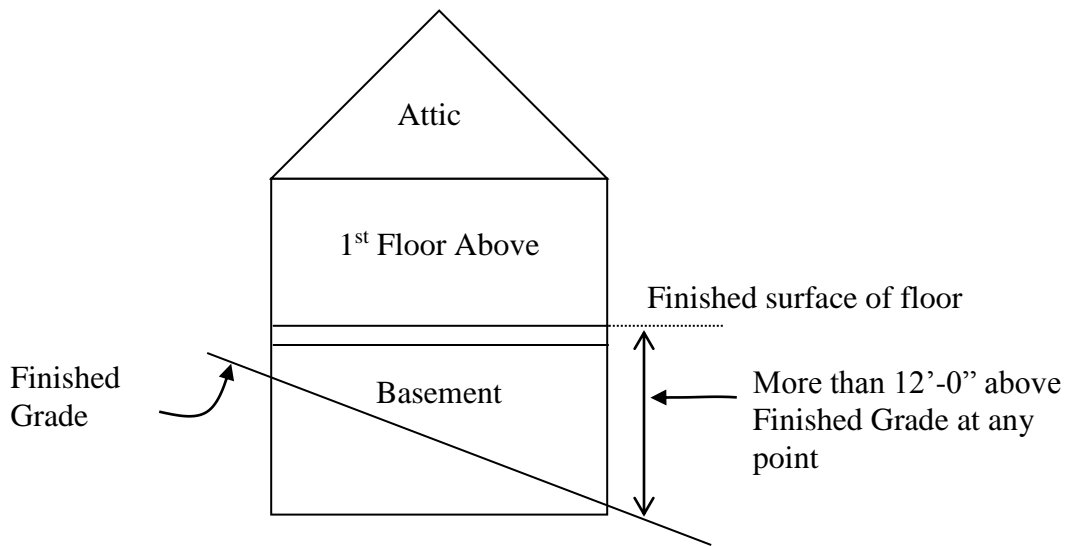 Attic
1st Floor Above
Finished surface of floor
Finished
Grade
Basement
More than 12’-0” above
Finished Grade at any
point